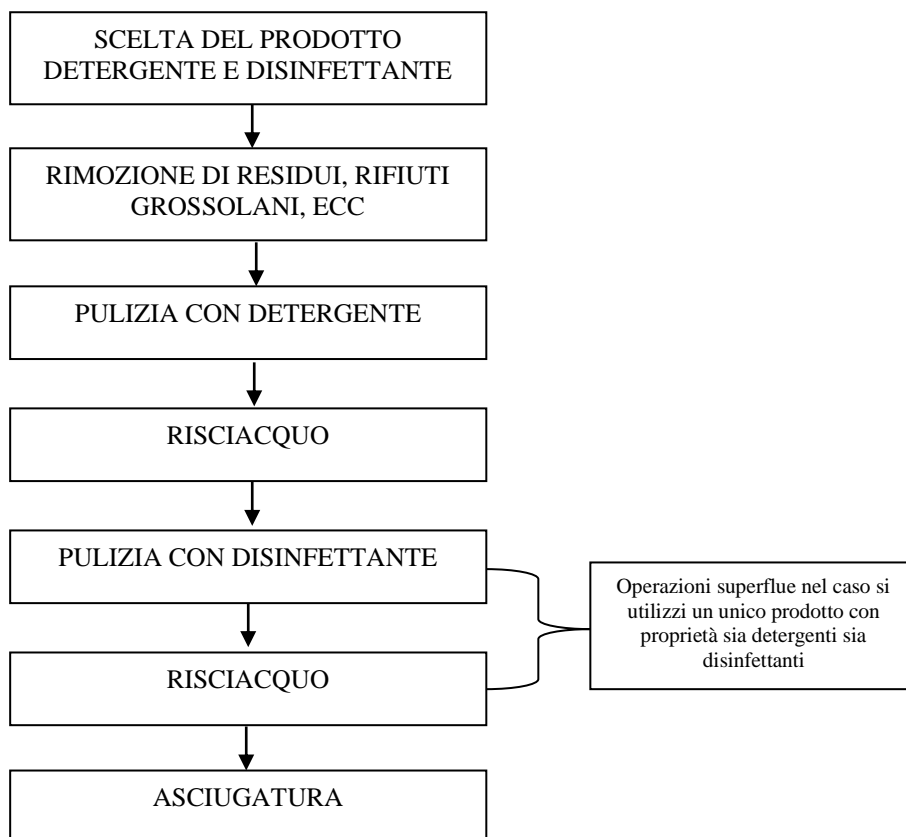 SCELTA DEL PRODOTTO
DETERGENTE E DISINFETTANTE
RIMOZIONE DI RESIDUI, RIFIUTI
GROSSOLANI, ECC
PULIZIA CON DETERGENTE
RISCIACQUO
PULIZIA CON DISINFETTANTE
Operazioni superflue nel caso si
utilizzi un unico prodotto con
proprietà sia detergenti sia
disinfettanti
RISCIACQUO
ASCIUGATURA